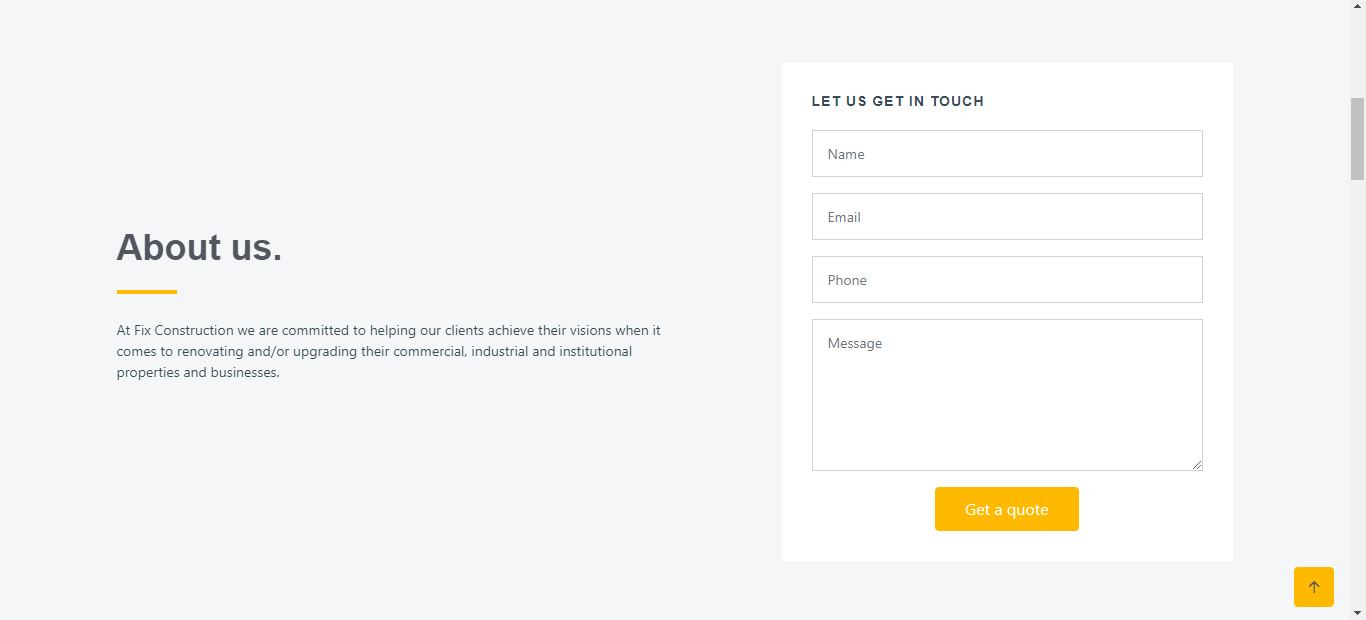 About us.
At Fix Construction we are committed to helping our clients achieve their visions when it
comes to renovating and/or upgrading their commercial, industrial and institutional
properties and businesses.
LET US GET IN TOUCH
Name
Email
Phone
Message
Get a quote